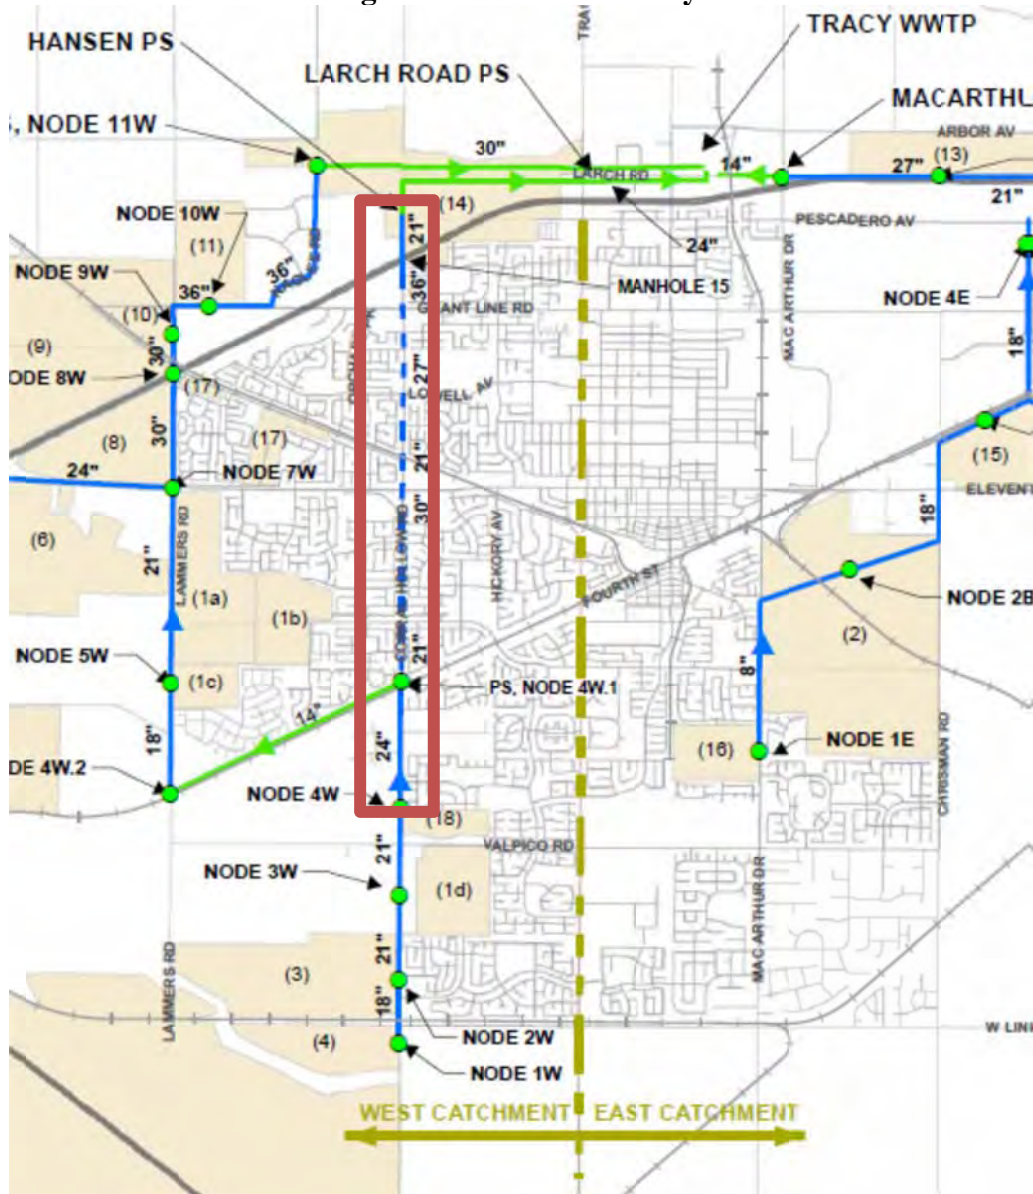 HANSEN PS
TRACY WWTP
LARCH ROAD PS
MACARTHU
, NODE 11W
ARBOR AV
30"
14"
27"
(13)
LARCH RD
21"
NODE 10W
(14)
21"
24"
PESCADERO AV
(11)
NODE 9W
36"
36"
MANHOLE 15
MAC ARTHUR DR
NODE 4E
36"
GRANT LINE RD
(10)
(9)
30"
18"
ODE 8W
(17)
27"
LOWELL AV
(8)
(17)
30"
(15)
24"
NODE 7W
21"
ELEVENT
30"
18"
HICKORY AV
(6)
LAMMERS RD
21"
CORRAL HOLLOW RD
FOURTH ST
(1a)
(1b)
NODE 2B
(2)
NODE 5W
21"
8"
(1c)
PS, NODE 4W.1
14"
18"
24"
(16)
NODE 1E
DE 4W.2
CHRISMAN RD
NODE 4W
(18)
21"
VALPICO RD
NODE 3W
(1d)
MAC ARTHUR DR
21"
(3)
LAMMERS RD
18"
(4)
NODE 2W
W LIN
NODE 1W
WEST CATCHMENT
EAST CATCHMENT